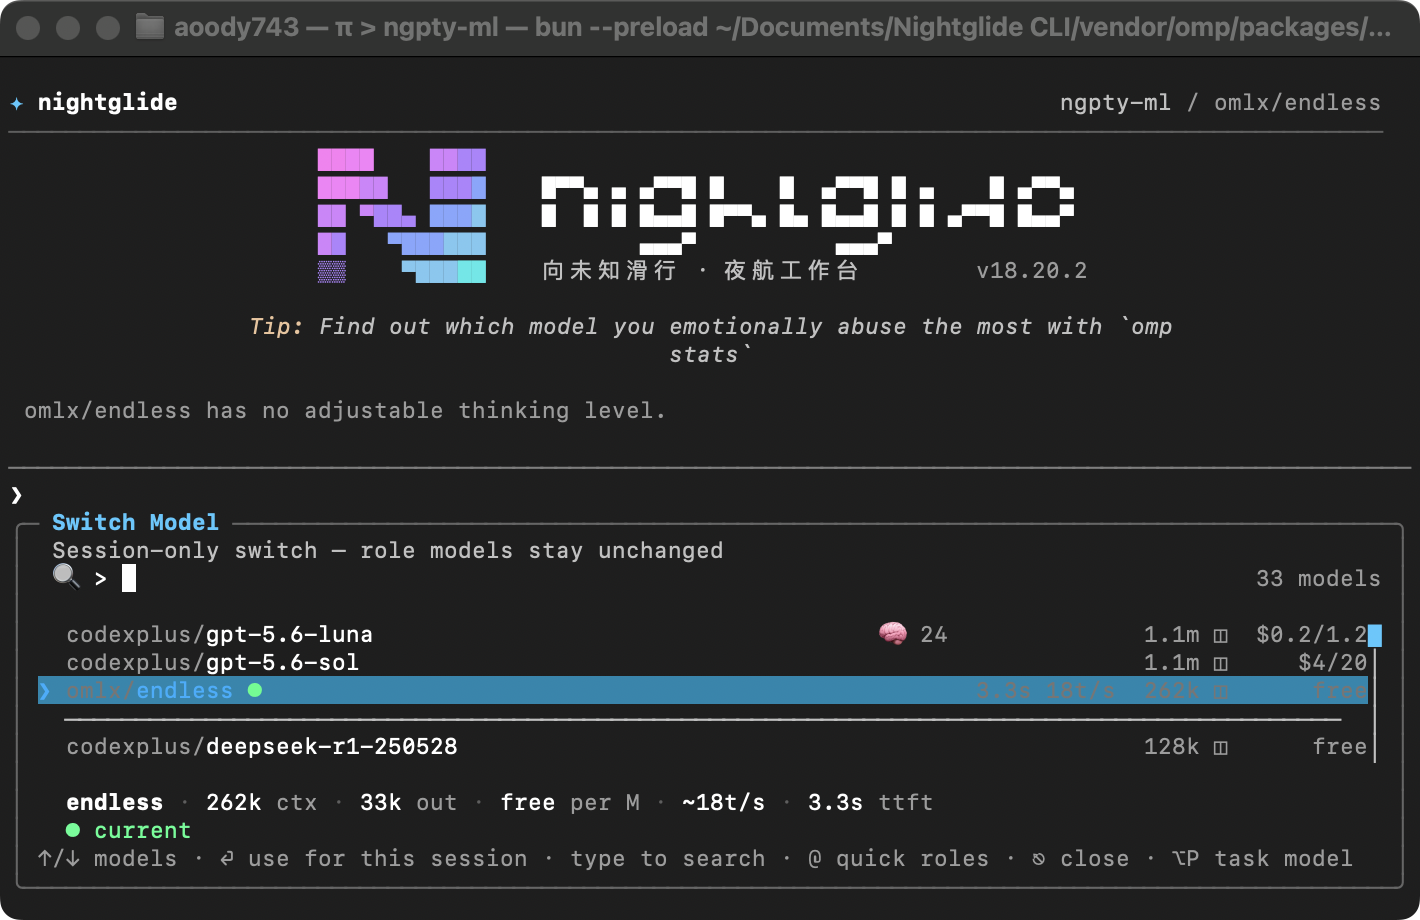 aoody743 — π > ngpty-ml — bun --preload ~/Documents/Nightglide CLI/vendor/omp/packages/...
✦ nightglide
ngpty-ml / omlx/endless
nightglide
向未知滑行 · 夜航工作台
v18.20.2
Tip: Find out which model you emotionally abuse the most with `omp
stats`
omlx/endless has no adjustable thinking level.
❯
Switch Model
Session-only switch — role models stay unchanged
🔍 > 33 models
codexplus/gpt-5.6-luna 🧠 24 1.1m ◫ $0.2/1.2
codexplus/gpt-5.6-sol 1.1m ◫ $4/20
❯ omlx/endless ● 3.3s 18t/s 262k ◫ free
codexplus/deepseek-r1-250528 128k ◫ free
endless · 262k ctx · 33k out · free per M · ~18t/s · 3.3s ttft
● current
↑/↓ models · ⏎ use for this session · type to search · @ quick roles · ⎋ close · ⌥P task model